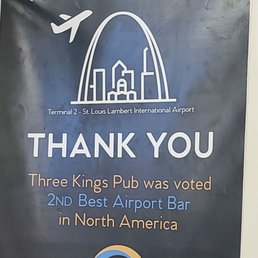 Terminal 2 - St. Louis Lambert International Airport
THANK YOU
Three Kings Pub was voted
2ND Best Airport Bar
in North America